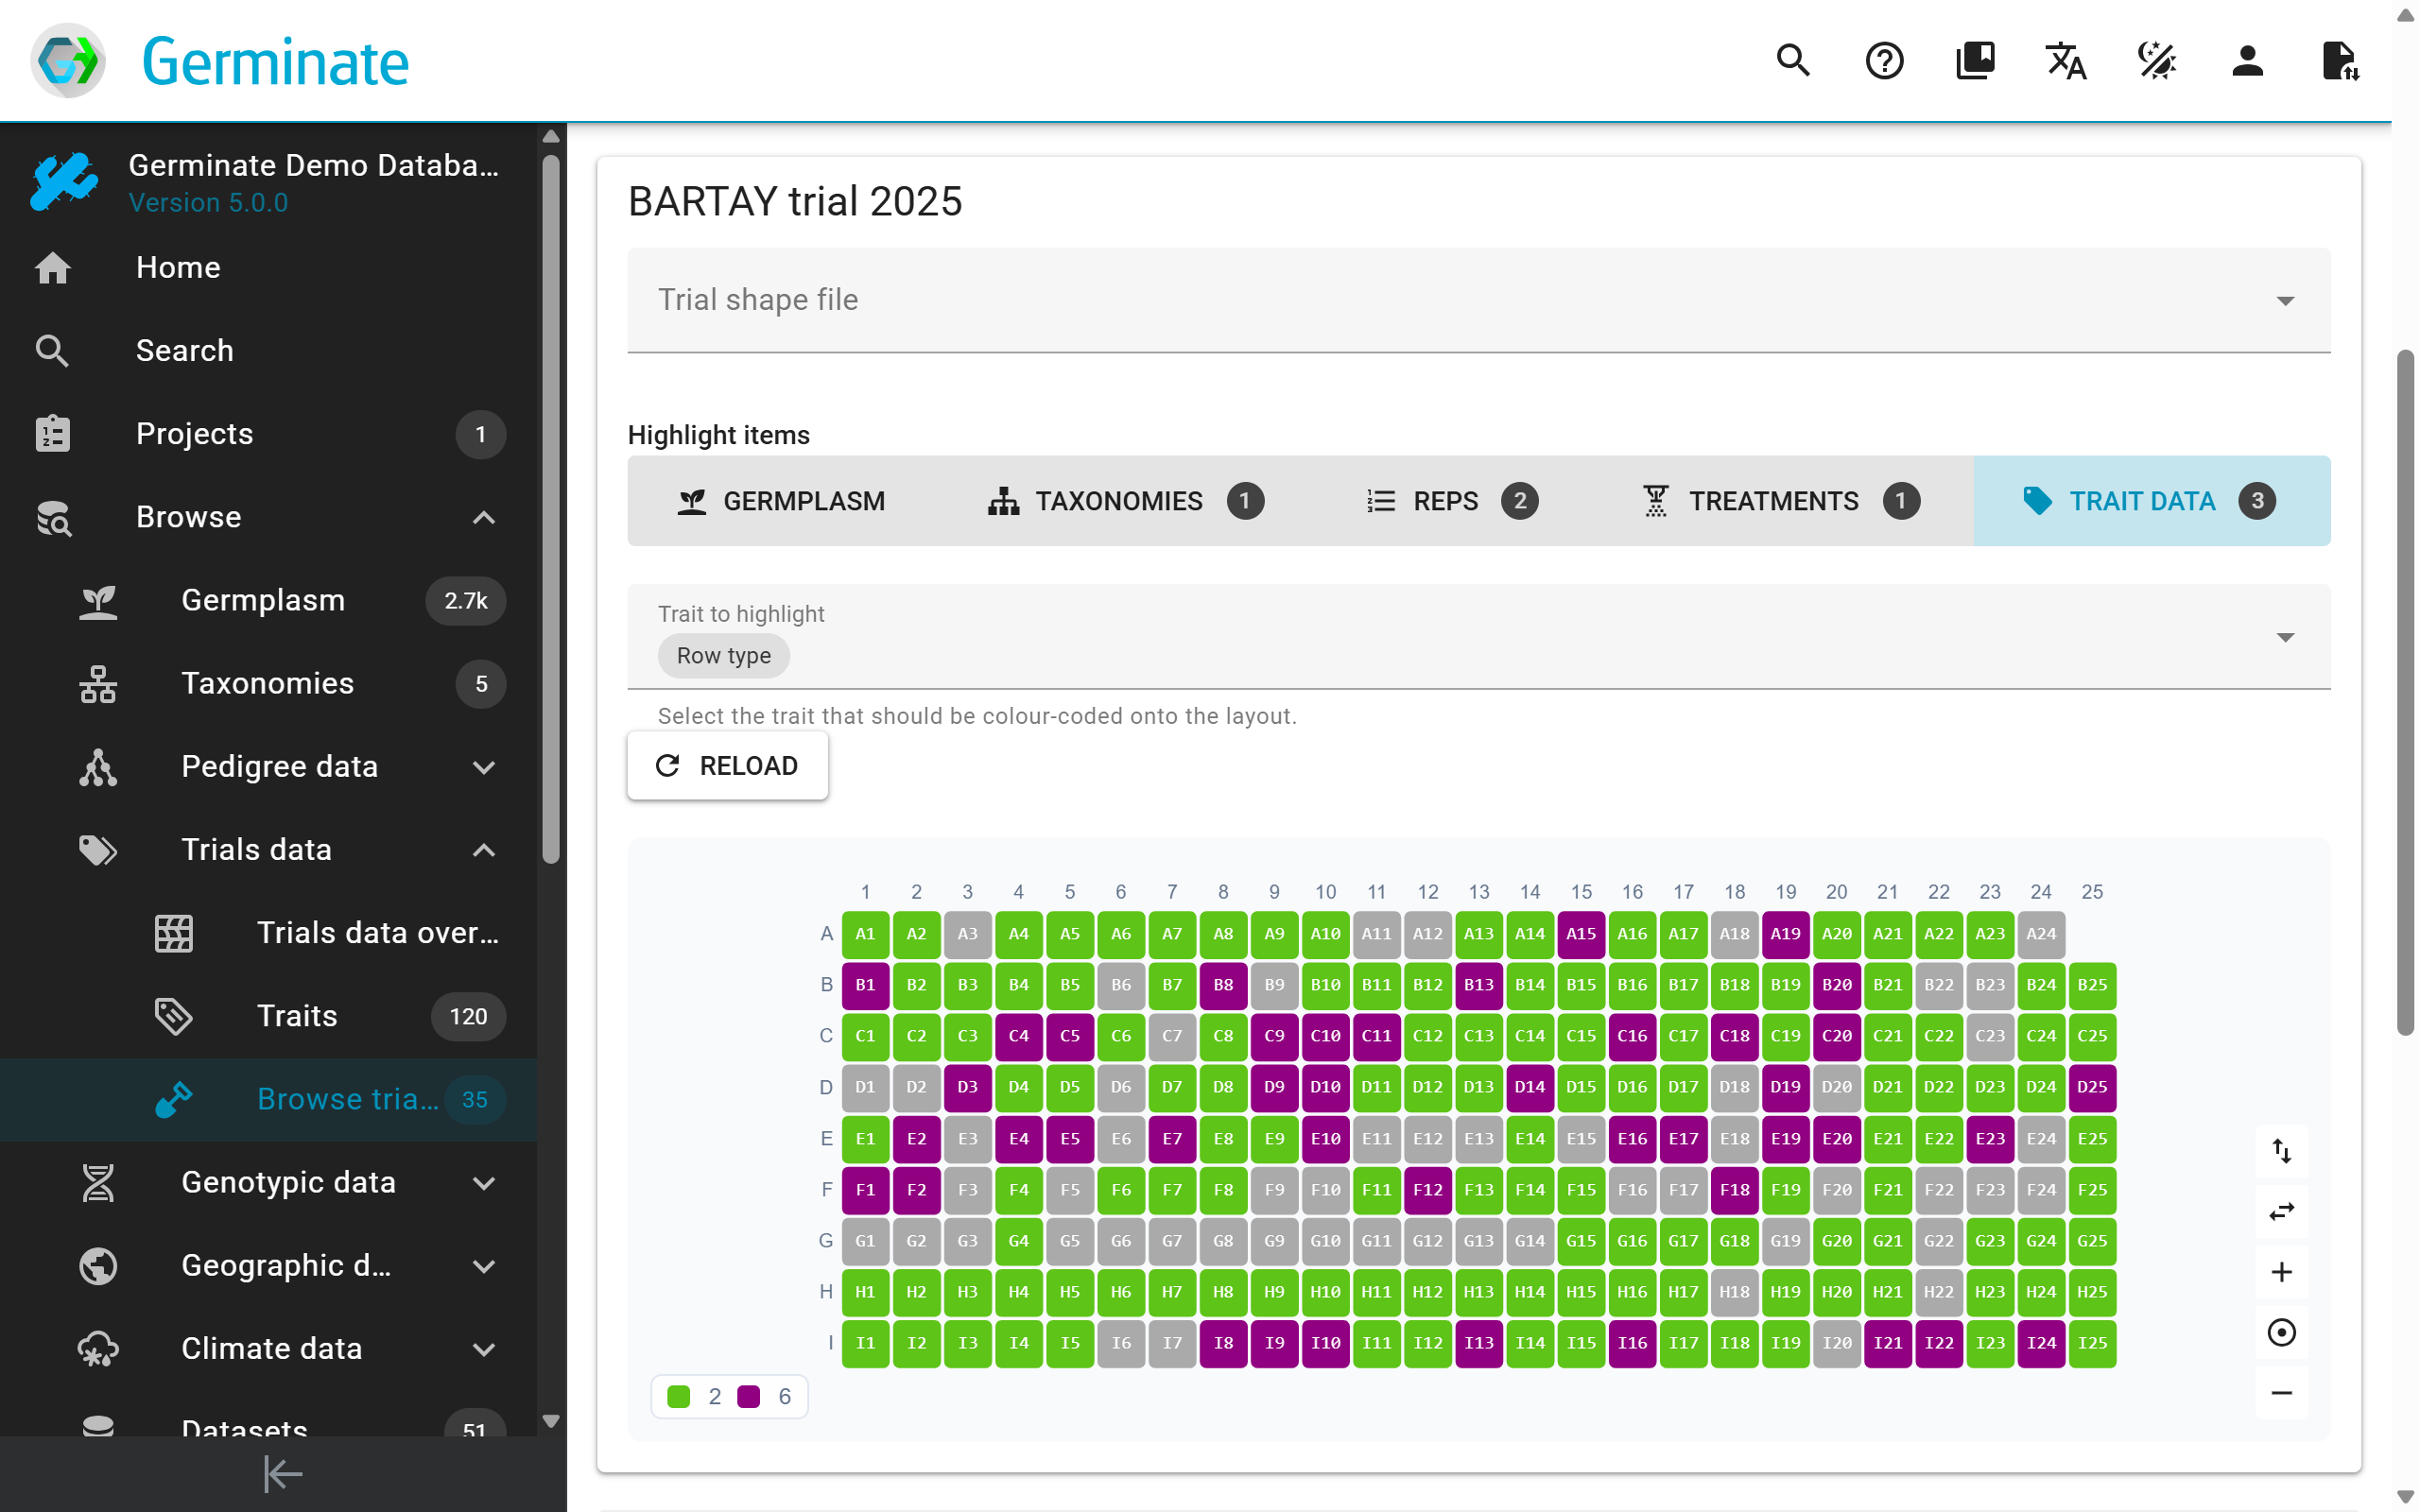 Germinate
Germinate Demo Databa...
Version 5.0.0
Home
Search
Projects 1
Browse
Germplasm 2.7k
Taxonomies 5
Pedigree data
Trials data
Trials data over...
Traits 120
Browse tria... 35
Genotypic data
Geographic d...
Climate data
Datasets 51
BARTAY trial 2025
Trial shape file
Highlight items
GERMPLASM TAXONOMIES 1 REPS 2 TREATMENTS 1 TRAIT DATA 3
Trait to highlight
Row type
Select the trait that should be colour-coded onto the layout.
RELOAD
1 2 3 4 5 6 7 8 9 10 11 12 13 14 15 16 17 18 19 20 21 22 23 24 25
A A1 A2 A3 A4 A5 A6 A7 A8 A9 A10 A11 A12 A13 A14 A15 A16 A17 A18 A19 A20 A21 A22 A23 A24
B B1 B2 B3 B4 B5 B6 B7 B8 B9 B10 B11 B12 B13 B14 B15 B16 B17 B18 B19 B20 B21 B22 B23 B24 B25
C C1 C2 C3 C4 C5 C6 C7 C8 C9 C10 C11 C12 C13 C14 C15 C16 C17 C18 C19 C20 C21 C22 C23 C24 C25
D D1 D2 D3 D4 D5 D6 D7 D8 D9 D10 D11 D12 D13 D14 D15 D16 D17 D18 D19 D20 D21 D22 D23 D24 D25
E E1 E2 E3 E4 E5 E6 E7 E8 E9 E10 E11 E12 E13 E14 E15 E16 E17 E18 E19 E20 E21 E22 E23 E24 E25
F F1 F2 F3 F4 F5 F6 F7 F8 F9 F10 F11 F12 F13 F14 F15 F16 F17 F18 F19 F20 F21 F22 F23 F24 F25
G G1 G2 G3 G4 G5 G6 G7 G8 G9 G10 G11 G12 G13 G14 G15 G16 G17 G18 G19 G20 G21 G22 G23 G24 G25
H H1 H2 H3 H4 H5 H6 H7 H8 H9 H10 H11 H12 H13 H14 H15 H16 H17 H18 H19 H20 H21 H22 H23 H24 H25
I I1 I2 I3 I4 I5 I6 I7 I8 I9 I10 I11 I12 I13 I14 I15 I16 I17 I18 I19 I20 I21 I22 I23 I24 I25
2 6